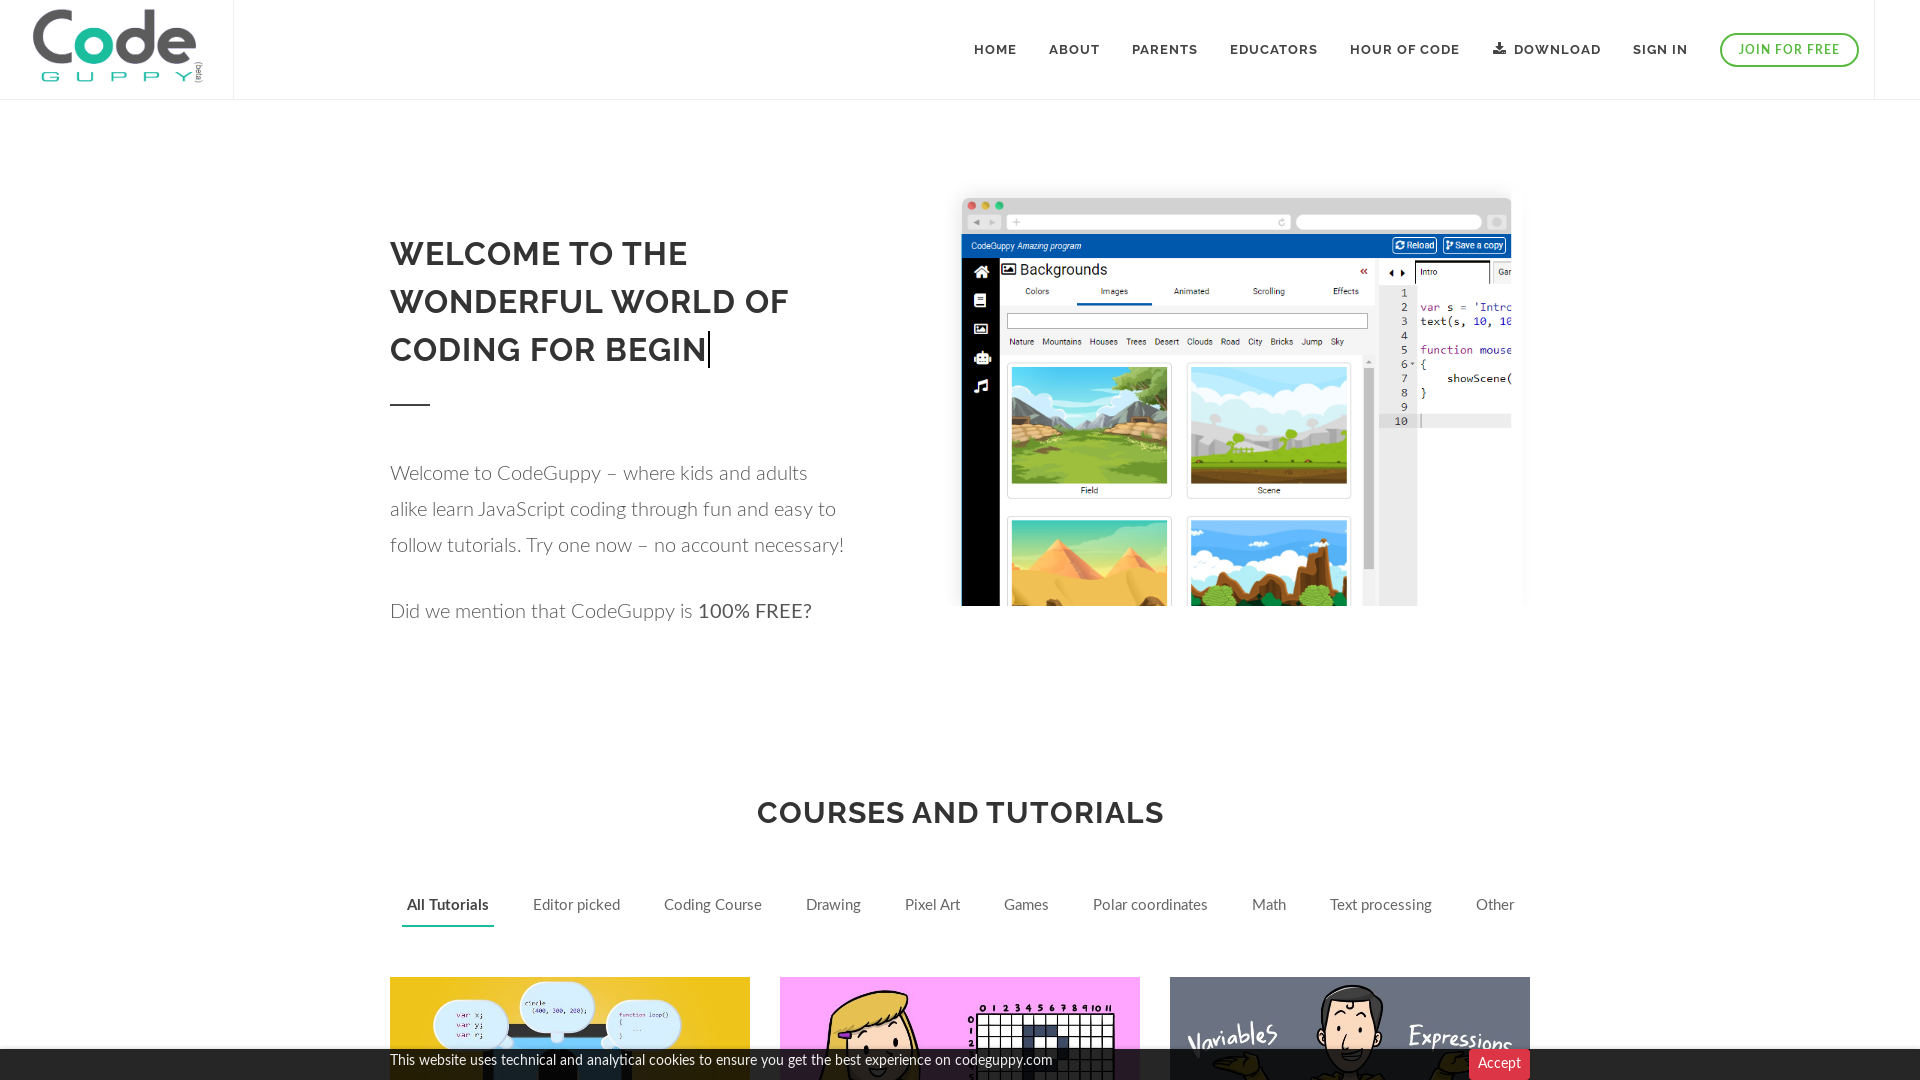 Code
GUPPY
(beta)
HOME
ABOUT
PARENTS
EDUCATORS
HOUR OF CODE
DOWNLOAD
SIGN IN
JOIN FOR FREE
WELCOME TO THE
WONDERFUL WORLD OF
CODING FOR BEGIN
Welcome to CodeGuppy – where kids and adults
alike learn JavaScript coding through fun and easy to
follow tutorials. Try one now – no account necessary!
Did we mention that CodeGuppy is 100% FREE?
CodeGuppy Amazing program
Reload
Save a copy
Backgrounds
Colors
Images
Animated
Scrolling
Effects
Nature Mountains Houses Trees Desert Clouds Road City Bricks Jump Sky
Field
Scene
Intro
Gar
1
2 var s = 'Intro
3 text(s, 10, 10
4
5 function mouse
6 {
7 showScene(
8 }
9
10
COURSES AND TUTORIALS
All Tutorials
Editor picked
Coding Course
Drawing
Pixel Art
Games
Polar coordinates
Math
Text processing
Other
var x;
var y;
var r;
circle
(400, 300, 200);
function loop()
{
...
}
0 1 2 3 4 5 6 7 8 9 10 11
0
1
2
3
4
5
Variables
Expressions
This website uses technical and analytical cookies to ensure you get the best experience on codeguppy.com
Accept